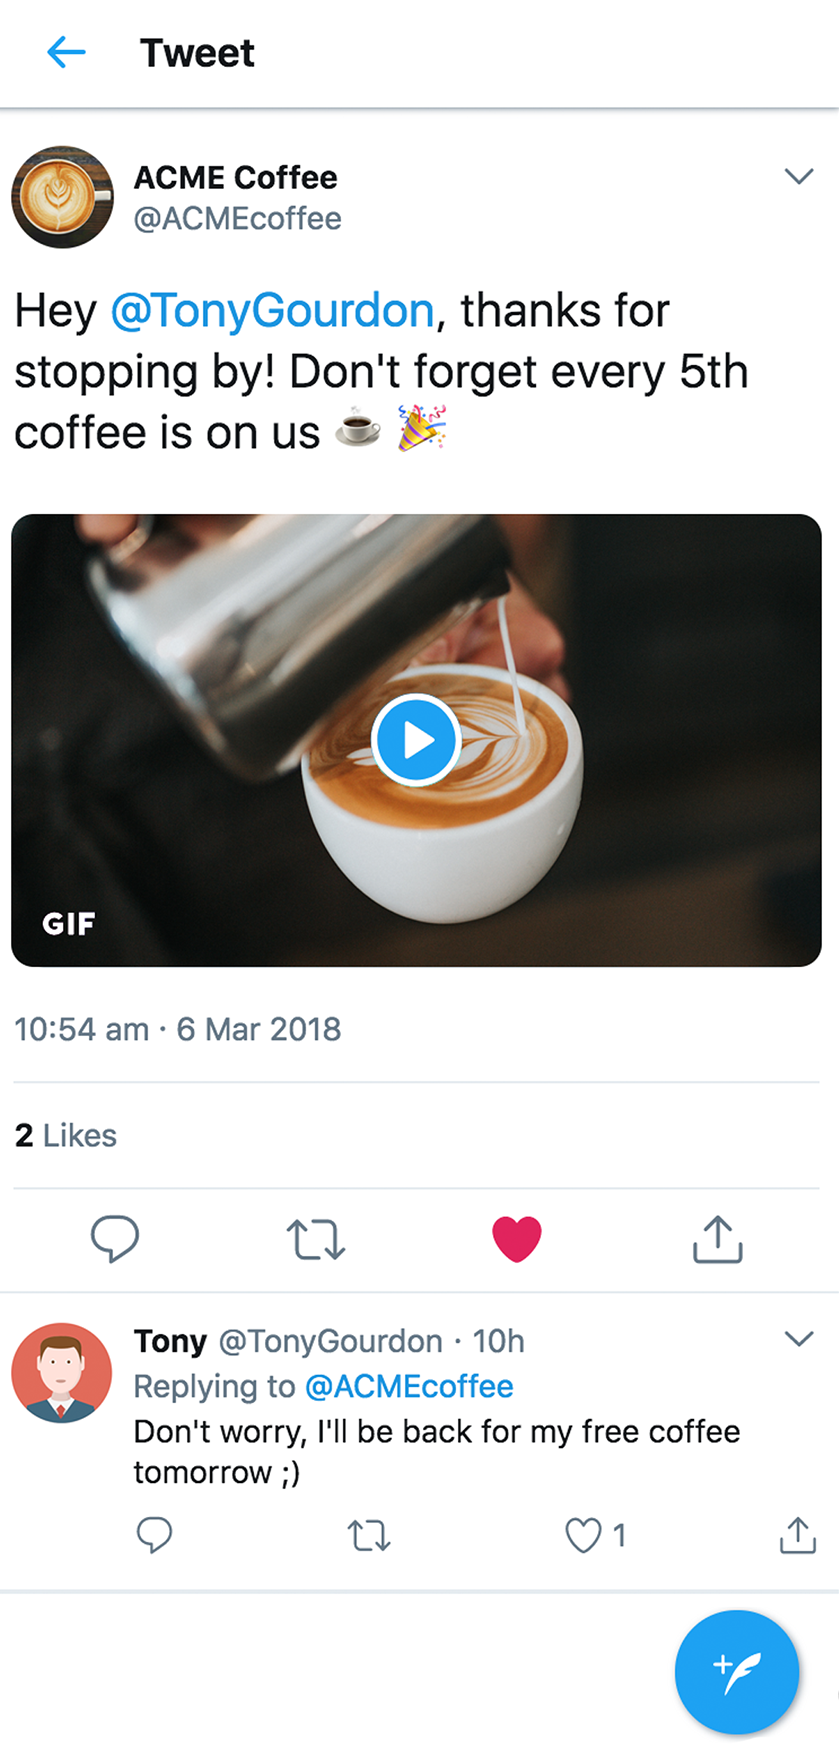 Tweet
ACME Coffee
@ACMEcoffee
Hey @TonyGourdon, thanks for
stopping by! Don't forget every 5th
coffee is on us ☕ 🎉
GIF
10:54 am · 6 Mar 2018
2 Likes
Tony @TonyGourdon · 10h
Replying to @ACMEcoffee
Don't worry, I'll be back for my free coffee
tomorrow ;)
1